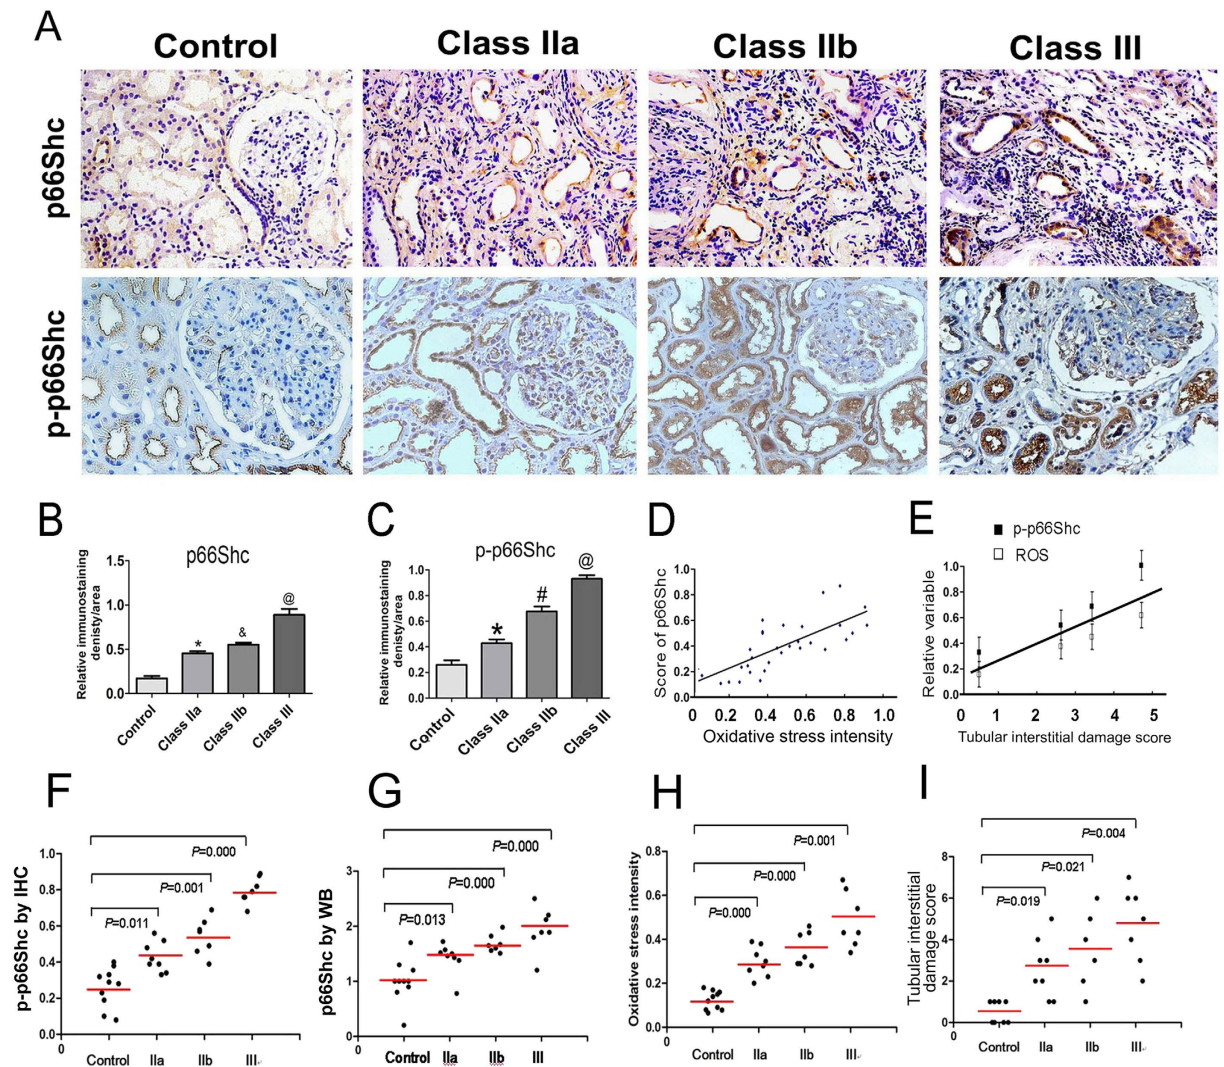 A
Control
Class IIa
Class IIb
Class III
p66Shc
p-p66Shc
B
p66Shc
Relative immunostaining
denisty/area
1.5
1.0
0.5
0.0
*
&
@
Control
Class IIa
Class IIb
Class III
C
p-p66Shc
Relative immunostaining
denisty/area
1.0
0.8
0.6
0.4
0.2
0.0
*
#
@
Control
Class IIa
Class IIb
Class III
D
Score of p66Shc
1.0
0.8
0.6
0.4
0.2
0.0
0 0.2 0.4 0.6 0.8 1.0
Oxidative stress intensity
E
p-p66Shc
ROS
Relative variable
1.0
0.8
0.6
0.4
0.2
0.0
0 1 2 3 4 5
Tubular interstitial damage score
F
p-p66Shc by IHC
1.0
0.8
0.6
0.4
0.2
0.0
0
P=0.000
P=0.001
P=0.011
Control IIa IIb III
G
p66Shc by WB
3
2
1
0
0
P=0.000
P=0.000
P=0.013
Control IIa IIb III
H
Oxidative stress intensity
0.8
0.6
0.4
0.2
0.0
0
P=0.001
P=0.000
P=0.000
Control IIa IIb III
I
Tubular interstitial
damage score
8
6
4
2
0
0
P=0.004
P=0.021
P=0.019
Control IIa IIb III